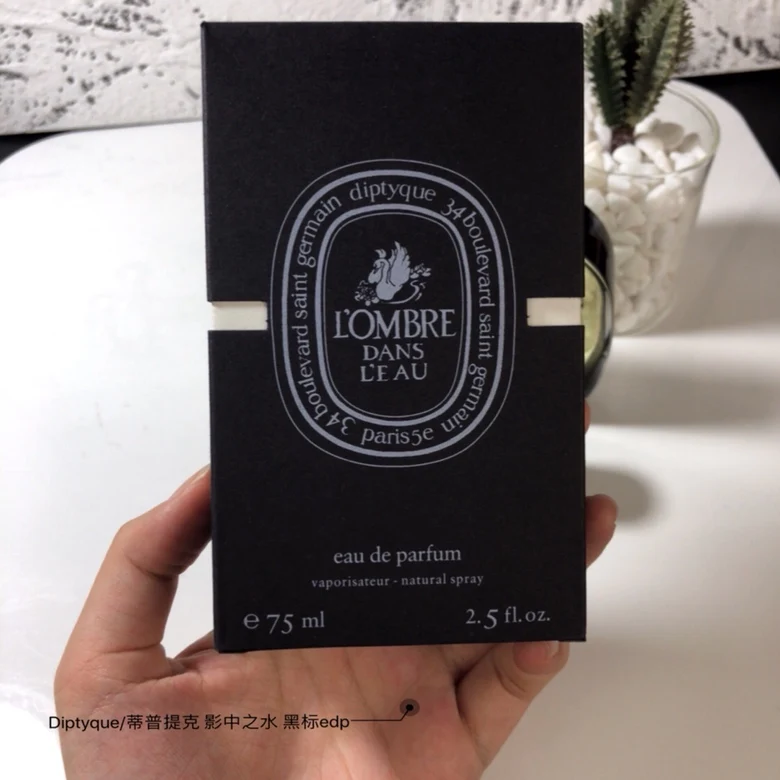 diptyque 34 boulevard saint germain paris5e 34 boulevard saint germain
L'OMBRE
DANS
L'EAU
eau de parfum
vaporisateur - natural spray
e 75 ml 2.5 fl. oz.
Diptyque/蒂普提克 影中之水 黑标edp